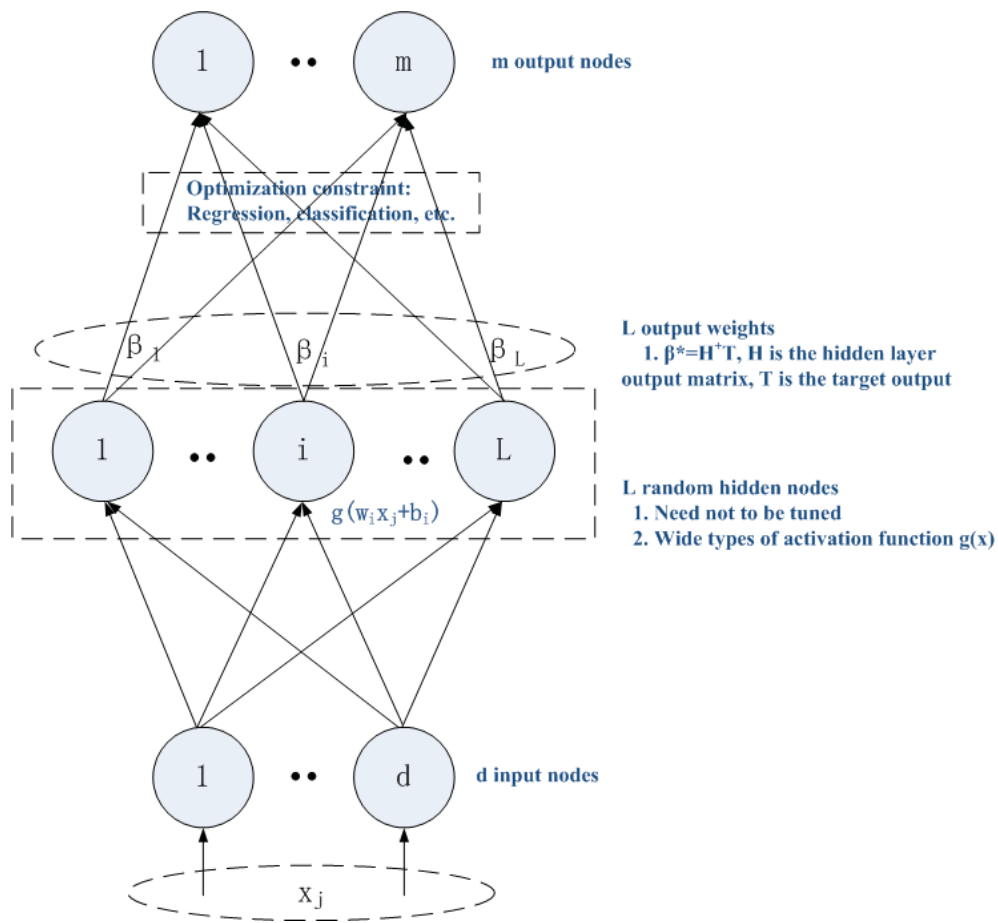 1 •• m
m output nodes
Optimization constraint:
Regression, classification, etc.
β₁ β i β L
L output weights
1. β*=H⁺T, H is the hidden layer
output matrix, T is the target output
1 •• i •• L
g(wᵢxⱼ+bᵢ)
L random hidden nodes
1. Need not to be tuned
2. Wide types of activation function g(x)
1 •• d
d input nodes
Xⱼ